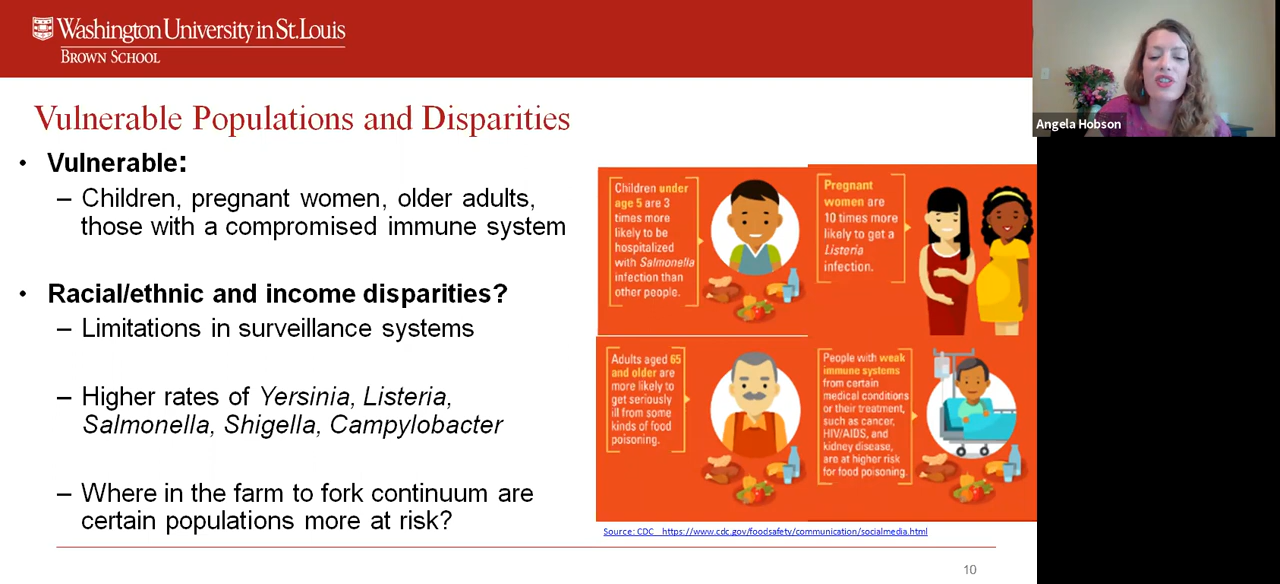 Washington University in St. Louis
BROWN SCHOOL
Angela Hobson
Vulnerable Populations and Disparities
• Vulnerable:
– Children, pregnant women, older adults,
those with a compromised immune system
• Racial/ethnic and income disparities?
– Limitations in surveillance systems
– Higher rates of Yersinia, Listeria,
Salmonella, Shigella, Campylobacter
– Where in the farm to fork continuum are
certain populations more at risk?
Children under
age 5 are 3
times more
likely to be
hospitalized
with Salmonella
infection than
other people.
Pregnant
women are
10 times more
likely to get a
Listeria
infection.
Adults aged 65
and older are
more likely to
get seriously
ill from some
kinds of food
poisoning.
People with weak
immune systems
from certain
medical conditions
or their treatment,
such as cancer,
HIV/AIDS, and
kidney disease,
are at higher risk
for food poisoning.
Source: CDC https://www.cdc.gov/foodsafety/communication/socialmedia.html
10